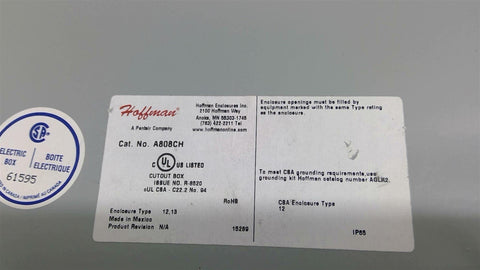 Hoffman
A Pentair Company
Hoffman Enclosures Inc.
2100 Hoffman Way
Anoka, MN 55303-1745
(763) 422-2211 Tel
www.hoffmanonline.com
Cat. No. A808CH
C UL US LISTED
CUTOUT BOX
ISSUE NO. R-8520
cUL CSA - C22.2 No. 94
RoHS
Enclosure Type 12,13
Made in Mexico
Product Revision N/A
15269
Enclosure openings must be filled by
equipment marked with the same Type rating
as the enclosure.
To meet CSA grounding requirements, use
grounding kit Hoffman catalog number AGLK2.
CSA Enclosure Type
12
IP65
ELECTRIC
BOX
BOITE
ELECTRIQUE
61595